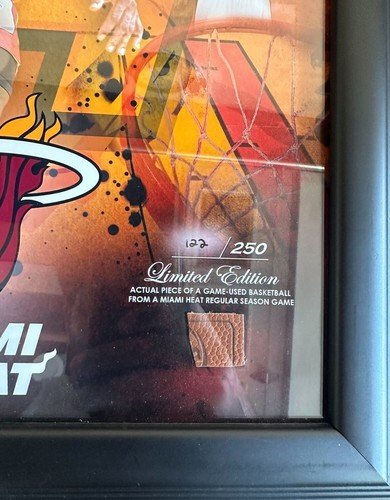 122 / 250
Limited Edition
ACTUAL PIECE OF A GAME-USED BASKETBALL
FROM A MIAMI HEAT REGULAR SEASON GAME
MI
AT